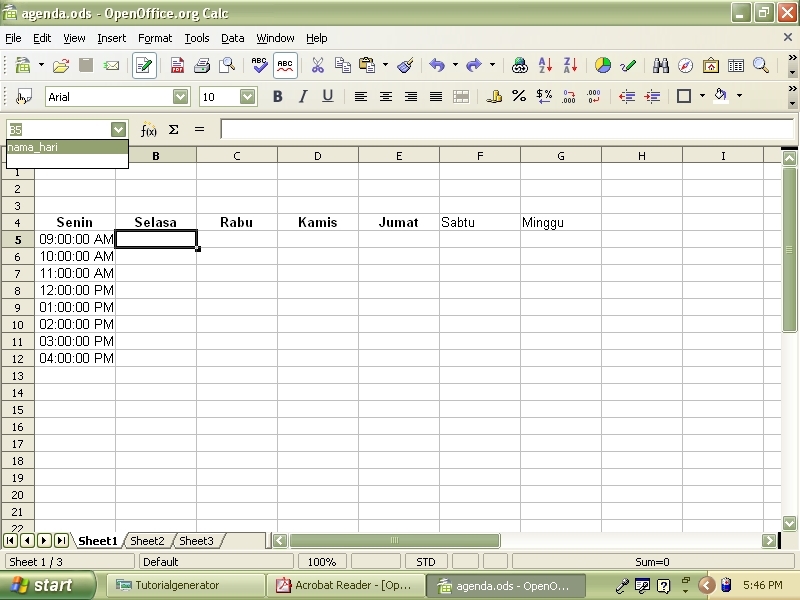 agenda.ods - OpenOffice.org Calc
File Edit View Insert Format Tools Data Window Help
ABC ABC
Arial 10 B I U % $%
B5 f(x) Σ =
nama_hari
B C D E F G H I
1
2
3
4 Senin Selasa Rabu Kamis Jumat Sabtu Minggu
5 09:00:00 AM
6 10:00:00 AM
7 11:00:00 AM
8 12:00:00 PM
9 01:00:00 PM
10 02:00:00 PM
11 03:00:00 PM
12 04:00:00 PM
13
14
15
16
17
18
19
20
21
22
Sheet1 Sheet2 Sheet3
Sheet 1 / 3 Default 100% STD Sum=0
start Tutorialgenerator Acrobat Reader - [Op... agenda.ods - OpenO... 5:46 PM